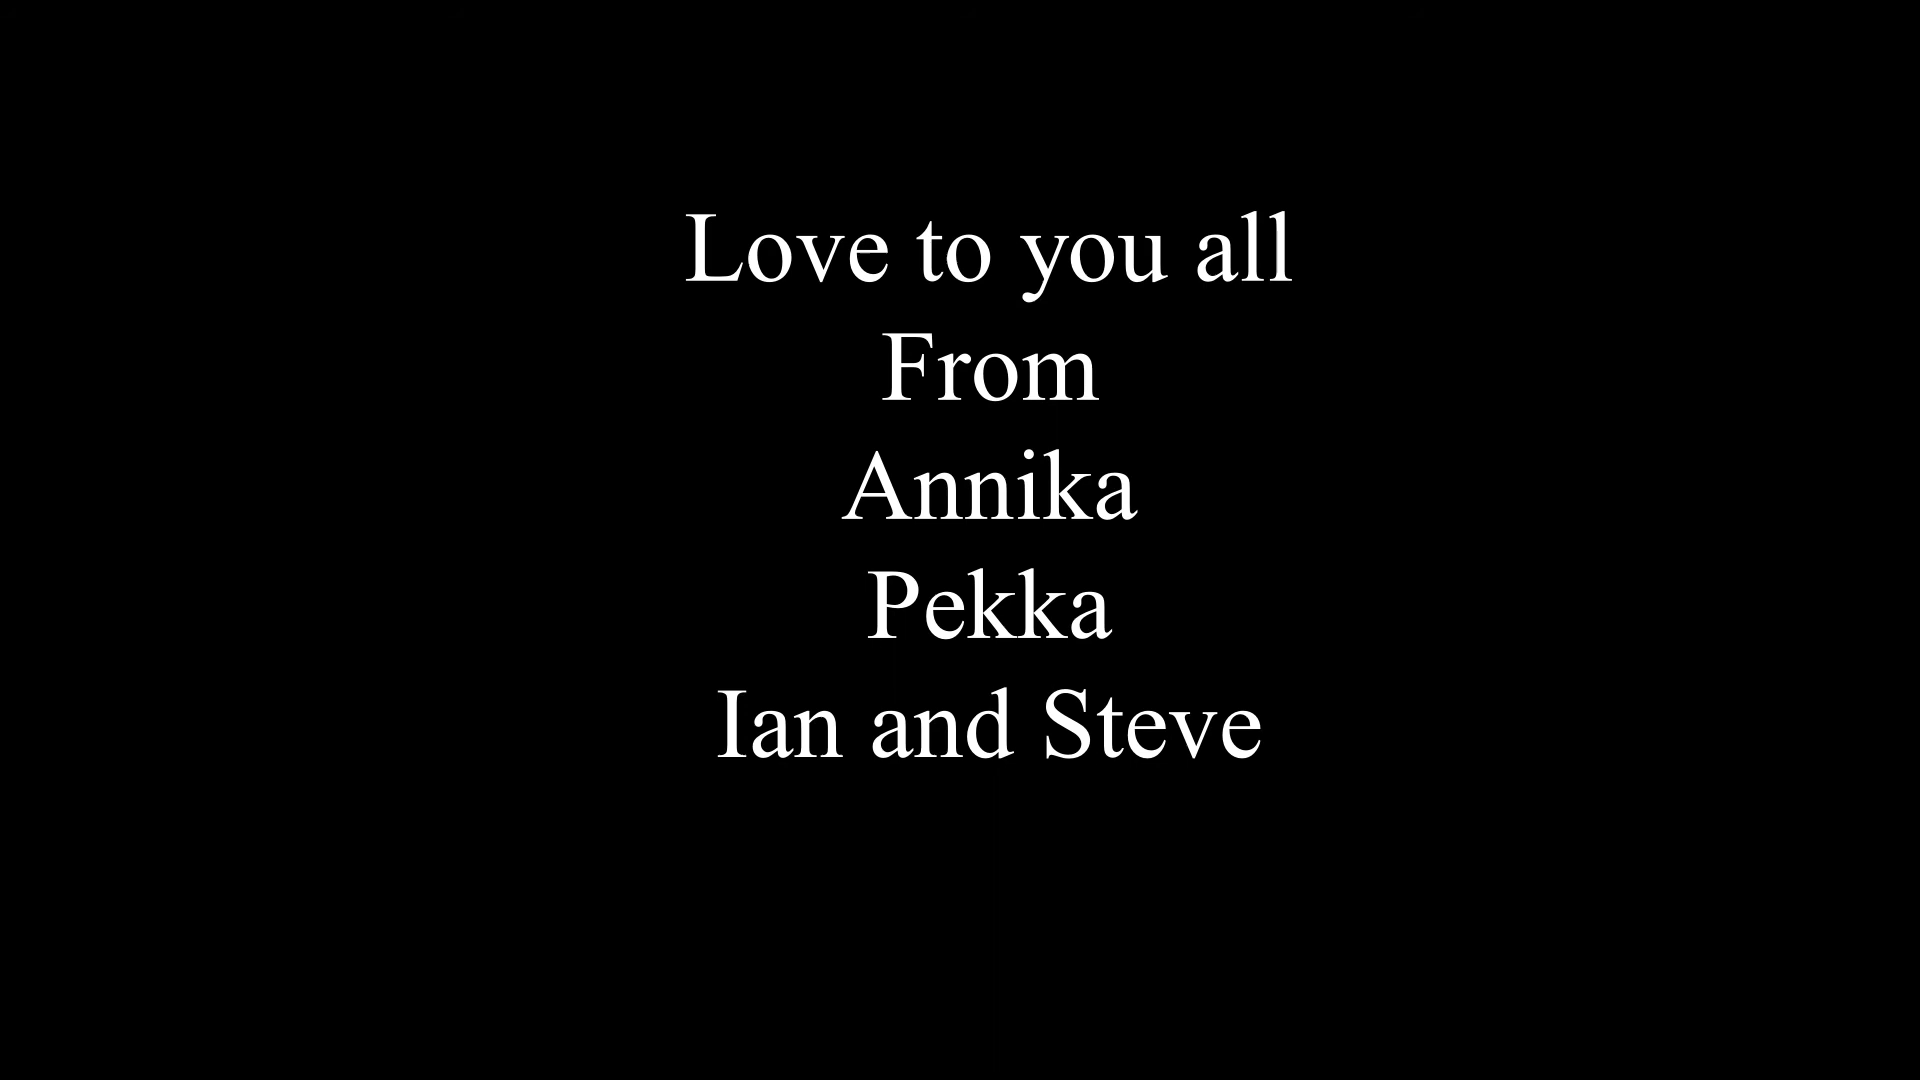 Love to you all
From
Annika
Pekka
Ian and Steve